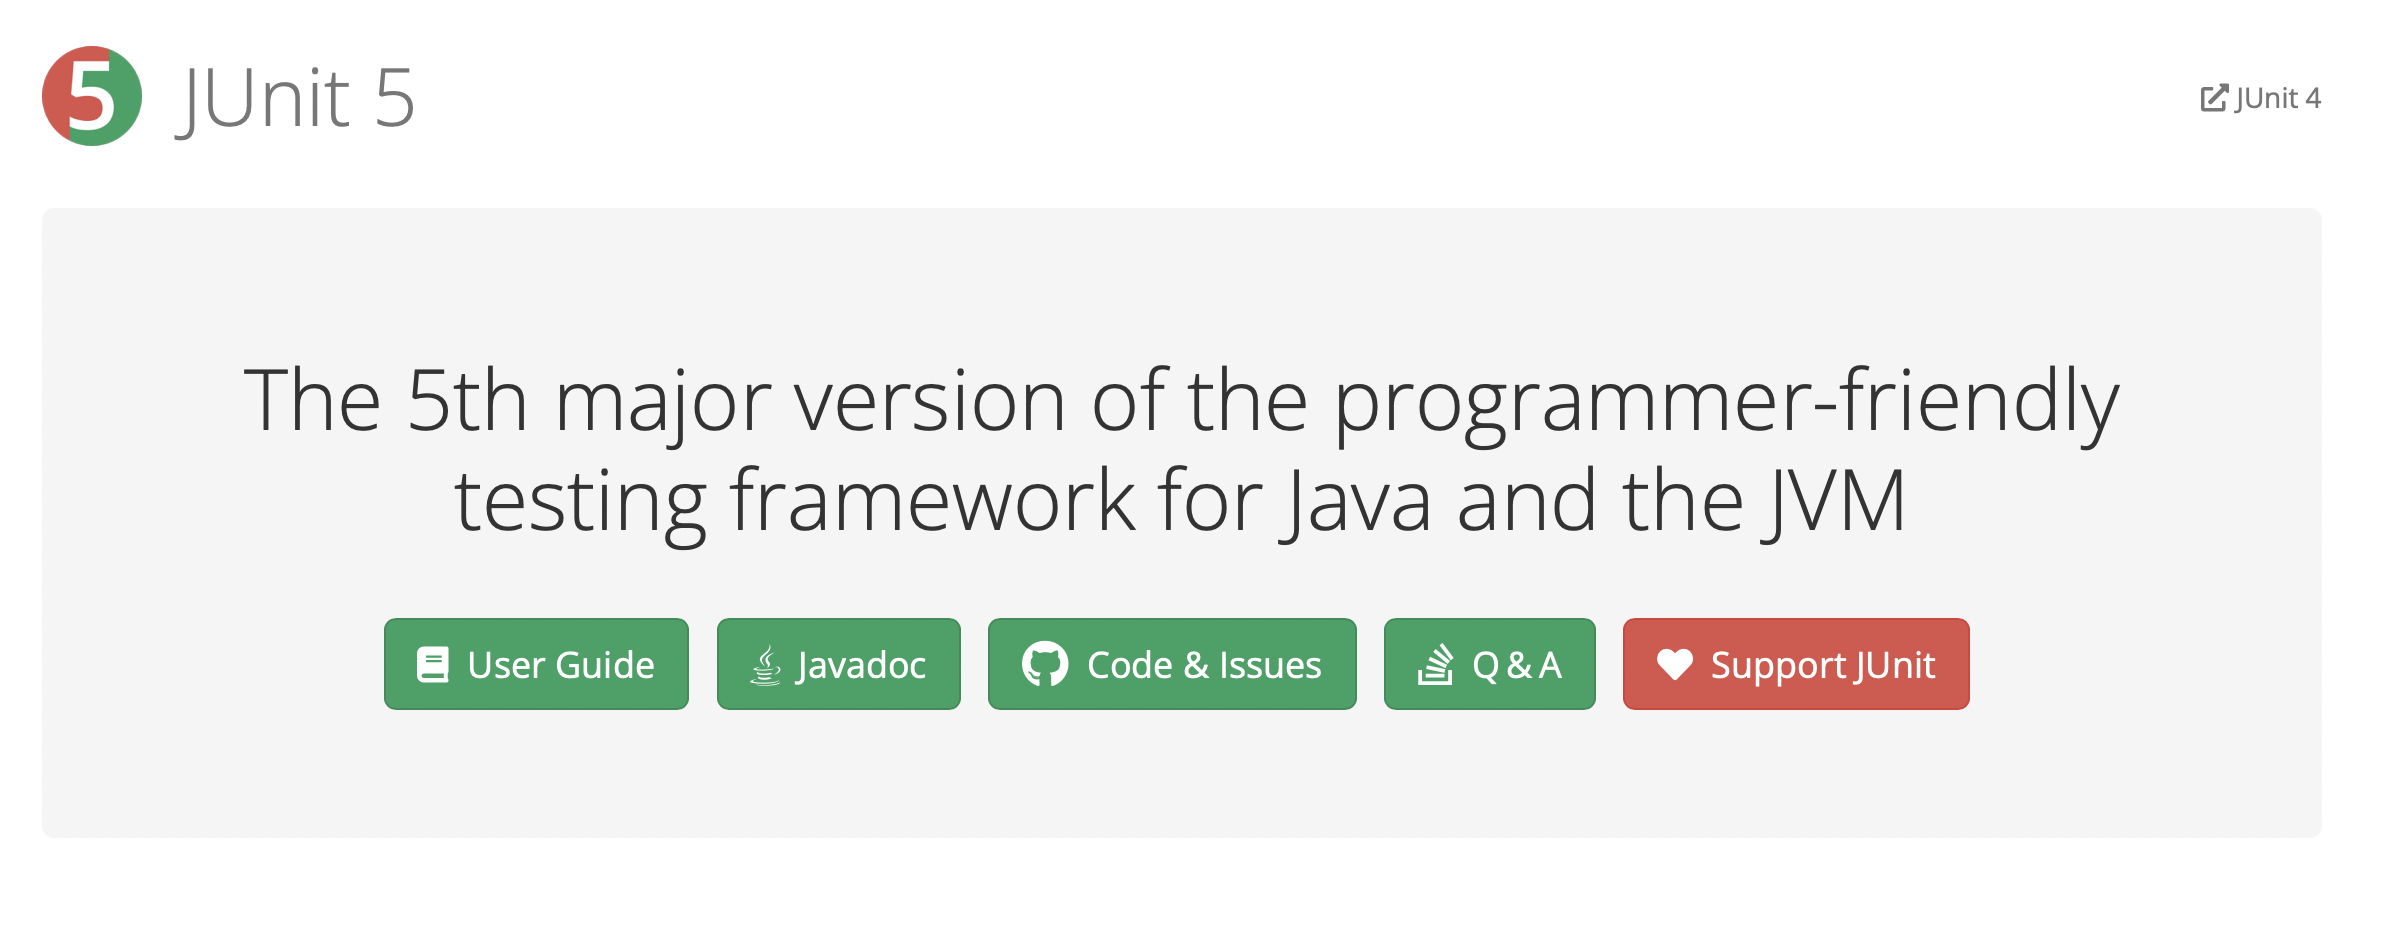 5 JUnit 5
JUnit 4
The 5th major version of the programmer-friendly
testing framework for Java and the JVM
User Guide
Javadoc
Code & Issues
Q & A
Support JUnit